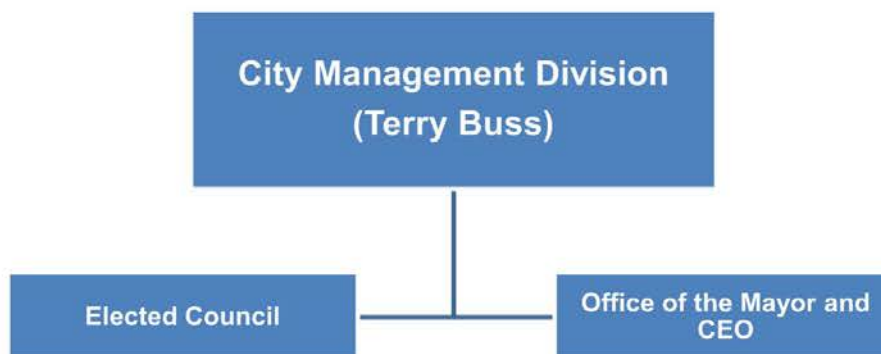 City Management Division
(Terry Buss)
Elected Council
Office of the Mayor and
CEO